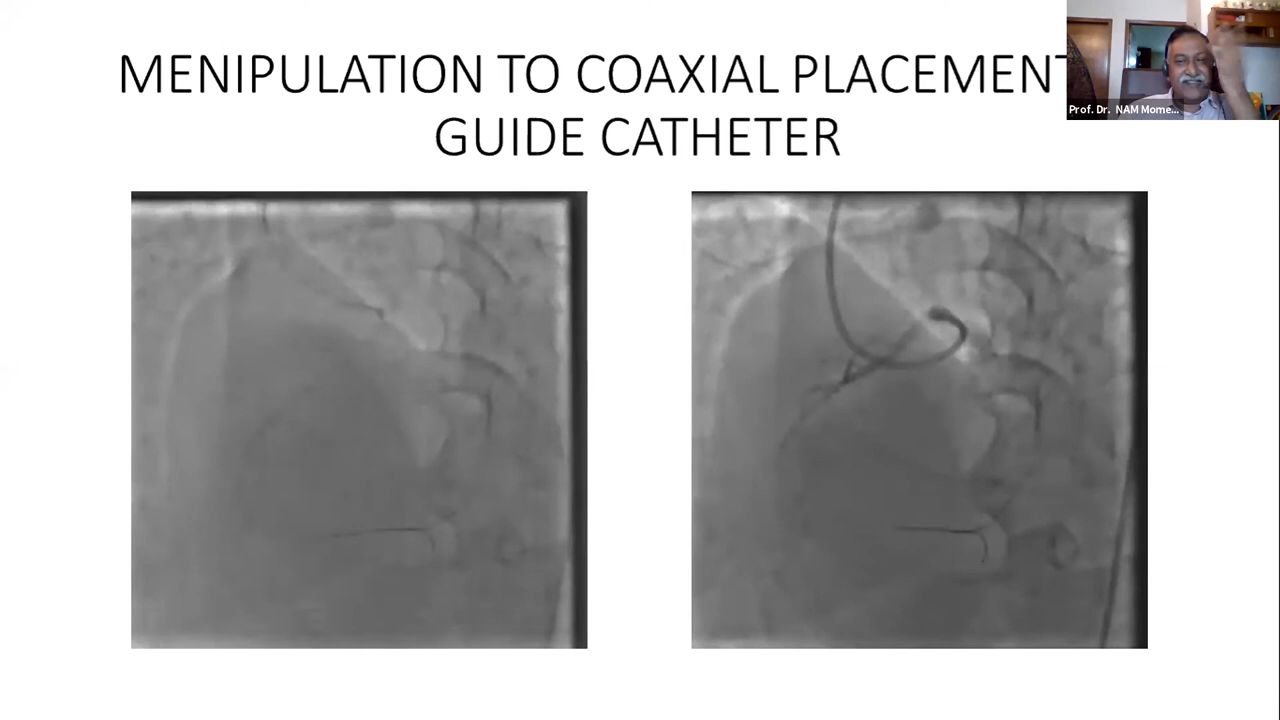 MENIPULATION TO COAXIAL PLACEMENT
GUIDE CATHETER
Prof. Dr. NAM Mome...